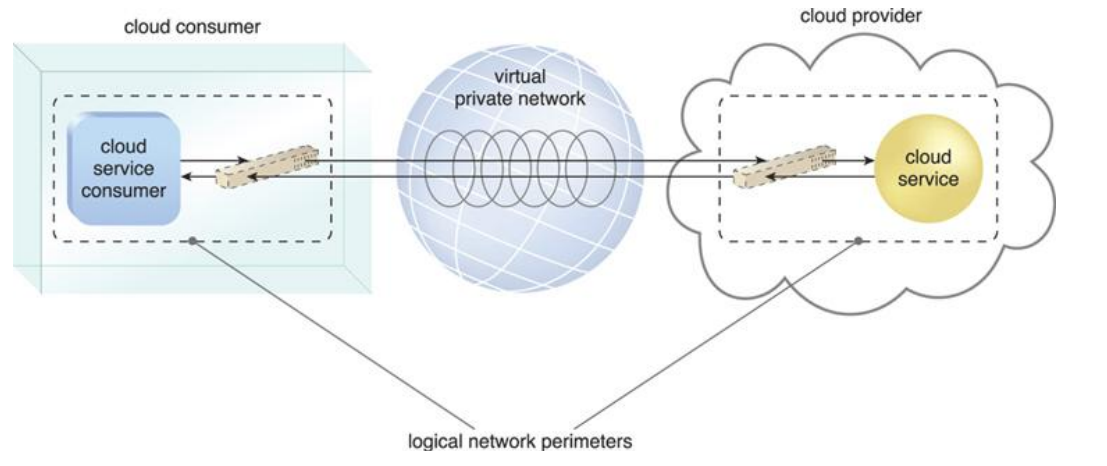 cloud consumer
cloud provider
virtual
private network
cloud
service
consumer
cloud
service
logical network perimeters